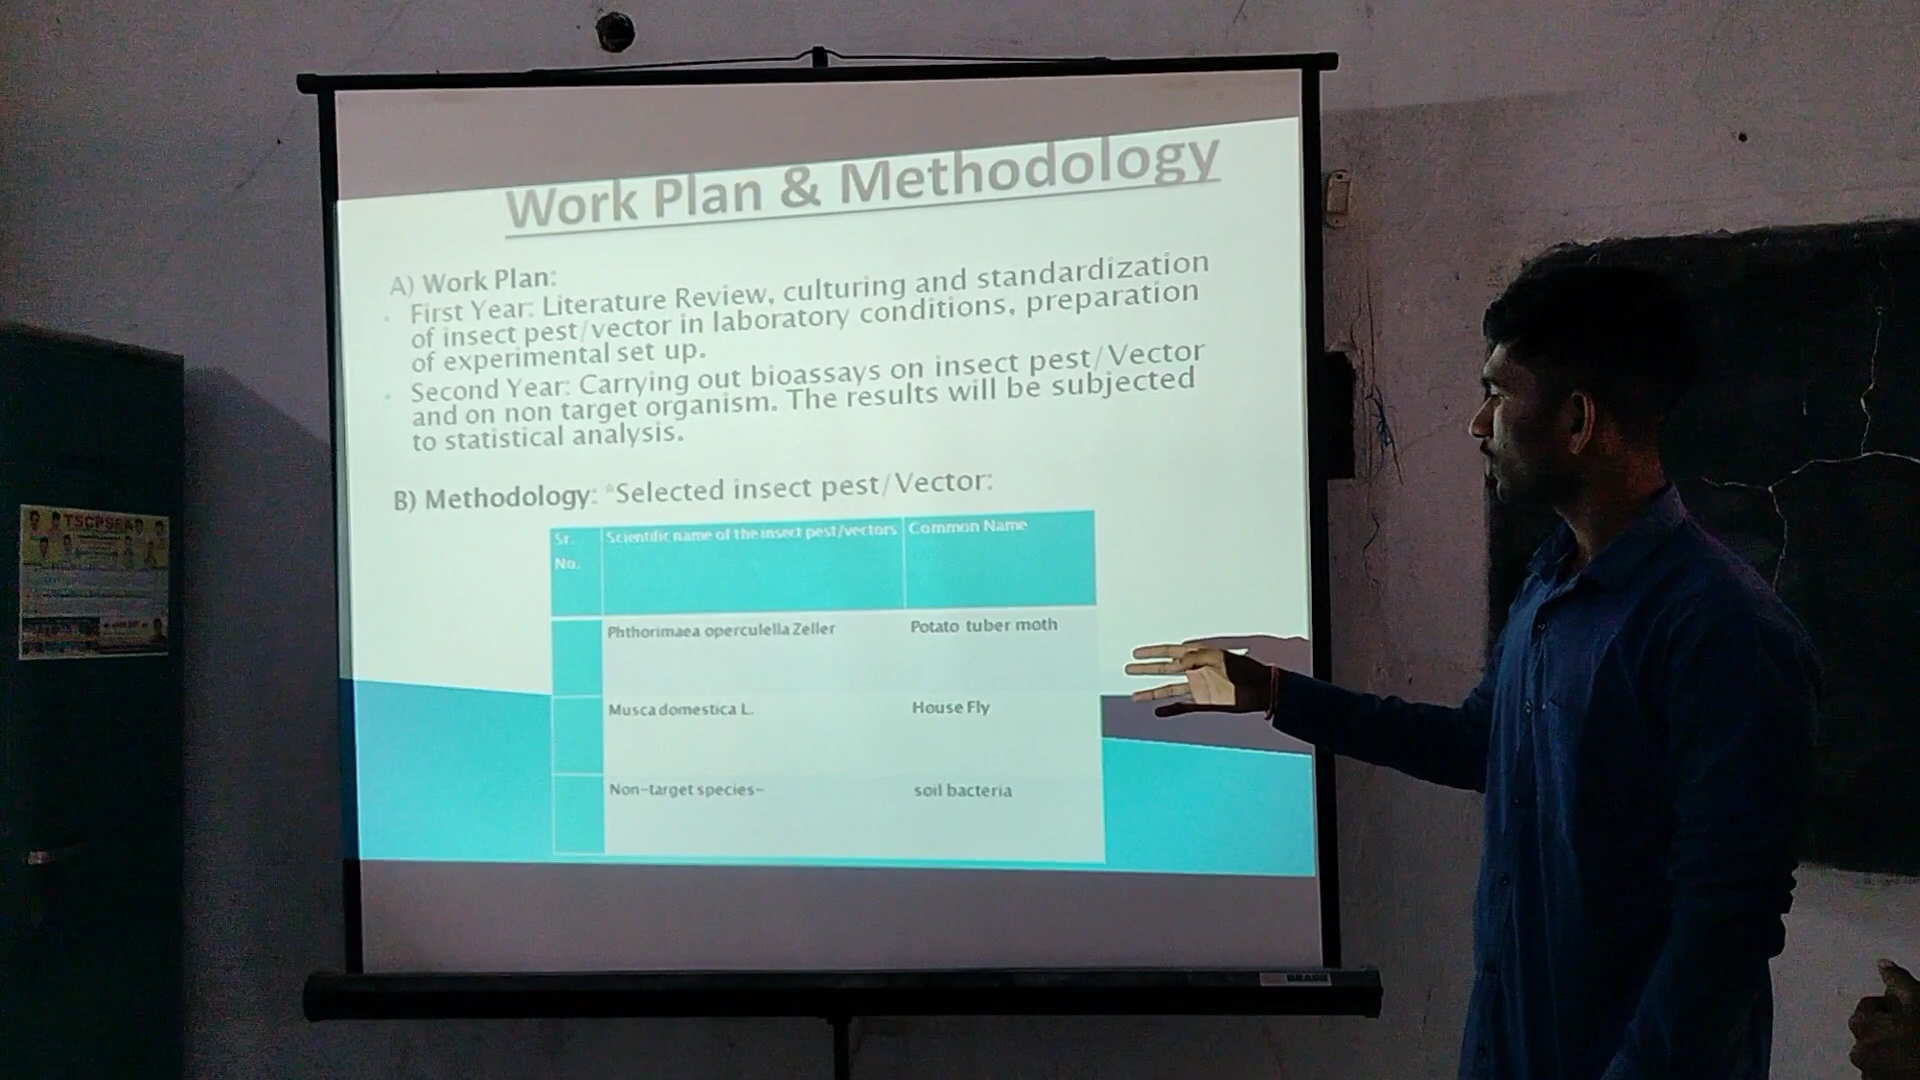 Work Plan & Methodology
A) Work Plan:
· First Year: Literature Review, culturing and standardization
of insect pest/vector in laboratory conditions, preparation
of experimental set up.
· Second Year: Carrying out bioassays on insect pest/Vector
and on non target organism. The results will be subjected
to statistical analysis.
B) Methodology: *Selected insect pest/Vector:
Sr. No. Scientific name of the insect pest/vectors Common Name
Phthorimaea operculella Zeller Potato tuber moth
Musca domestica L. House Fly
Non-target species- soil bacteria